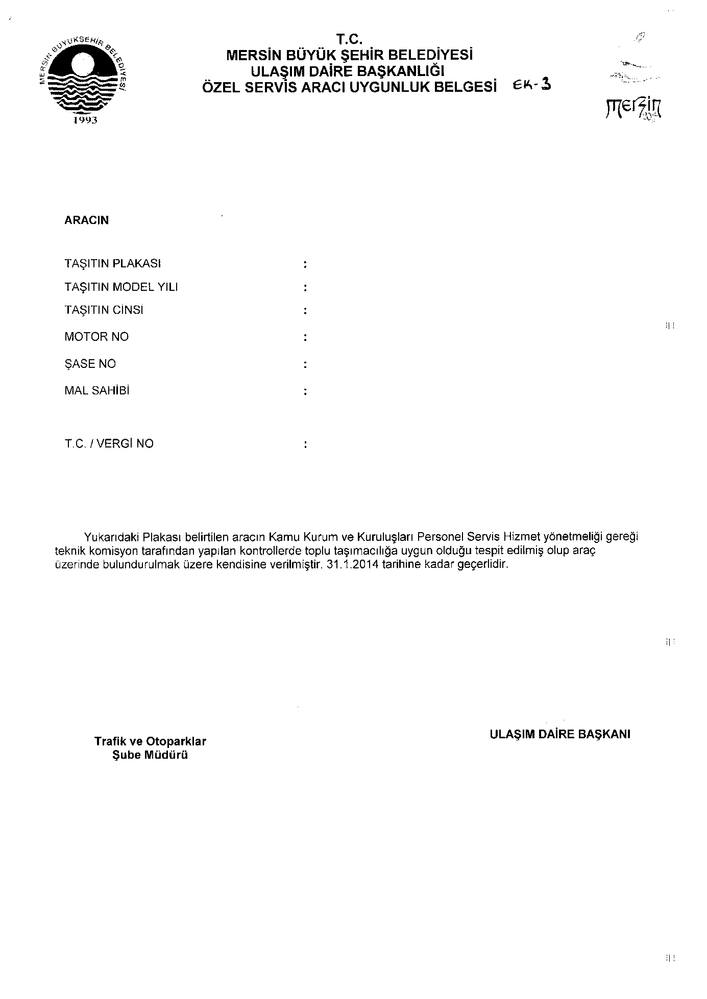 T.C.
MERSİN BÜYÜK ŞEHİR BELEDİYESİ
ULAŞIM DAİRE BAŞKANLIĞI
ÖZEL SERVİS ARACI UYGUNLUK BELGESİ EK-3
MERSİN BÜYÜKŞEHİR BELEDİYESİ
1993
mersin
ARACIN
TAŞITIN PLAKASI :
TAŞITIN MODEL YILI :
TAŞITIN CİNSİ :
MOTOR NO :
ŞASE NO :
MAL SAHİBİ :
T.C. / VERGİ NO :
Yukarıdaki Plakası belirtilen aracın Kamu Kurum ve Kuruluşları Personel Servis Hizmet yönetmeliği gereği
teknik komisyon tarafından yapılan kontrollerde toplu taşımacılığa uygun olduğu tespit edilmiş olup araç
üzerinde bulundurulmak üzere kendisine verilmiştir. 31.1.2014 tarihine kadar geçerlidir.
Trafik ve Otoparklar
Şube Müdürü
ULAŞIM DAİRE BAŞKANI